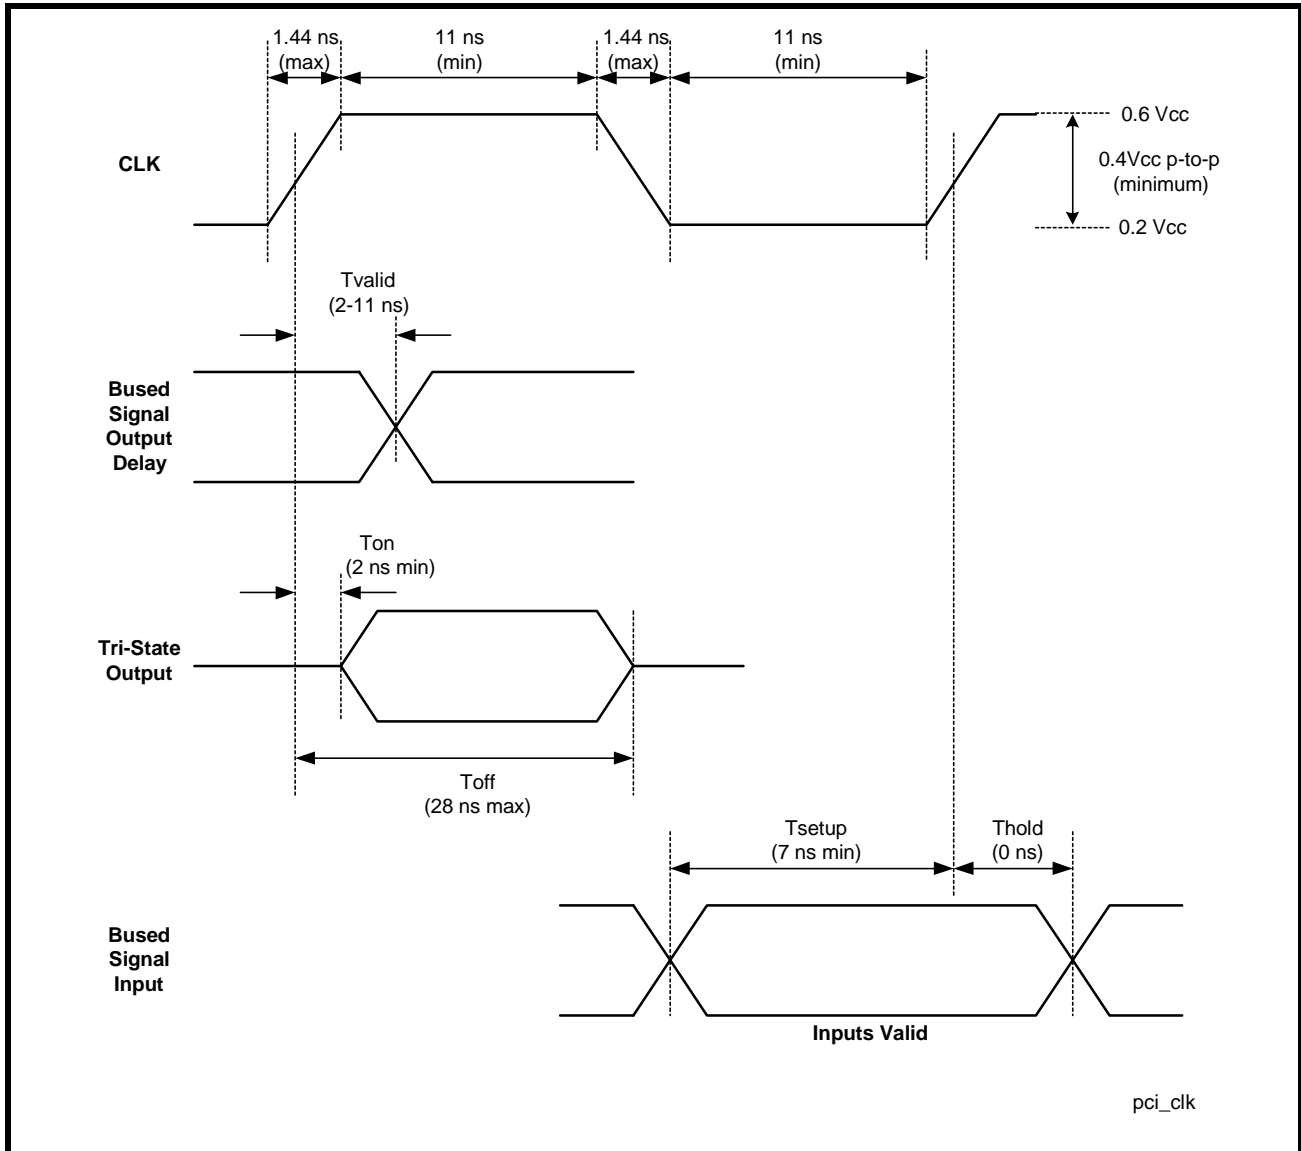 1.44 ns
(max)
11 ns
(min)
1.44 ns
(max)
11 ns
(min)
CLK
0.6 Vcc
0.4Vcc p-to-p
(minimum)
0.2 Vcc
Tvalid
(2-11 ns)
Bused
Signal
Output
Delay
Ton
(2 ns min)
Tri-State
Output
Toff
(28 ns max)
Tsetup
(7 ns min)
Thold
(0 ns)
Bused
Signal
Input
Inputs Valid
pci_clk